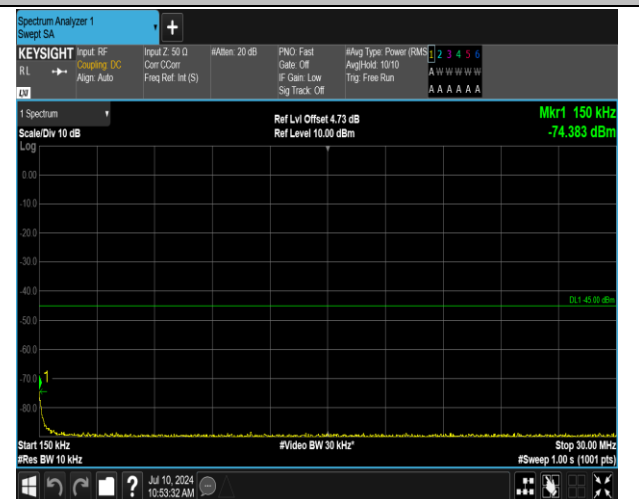 Spectrum Analyzer 1
Swept SA
+
KEYSIGHT Input: RF Input Z: 50 Ω #Atten: 20 dB PNO: Fast #Avg Type: Power (RMS 1 2 3 4 5 6
RL Coupling: DC Corr CCorr Gate: Off Avg|Hold: 10/10 A W W W W W
Align: Auto Freq Ref: Int (S) IF Gain: Low Trig: Free Run
Sig Track: Off A A A A A A
LXI
1 Spectrum Ref Lvl Offset 4.73 dB Mkr1 150 kHz
Scale/Div 10 dB Ref Level 10.00 dBm -74.383 dBm
Log
0.00
-10.0
-20.0
-30.0
-40.0
DL1 -45.00 dBm
-50.0
-60.0
-70.0 1
-80.0
Start 150 kHz #Video BW 30 kHz* Stop 30.00 MHz
#Res BW 10 kHz #Sweep 1.00 s (1001 pts)
? Jul 10, 2024
10:53:32 AM